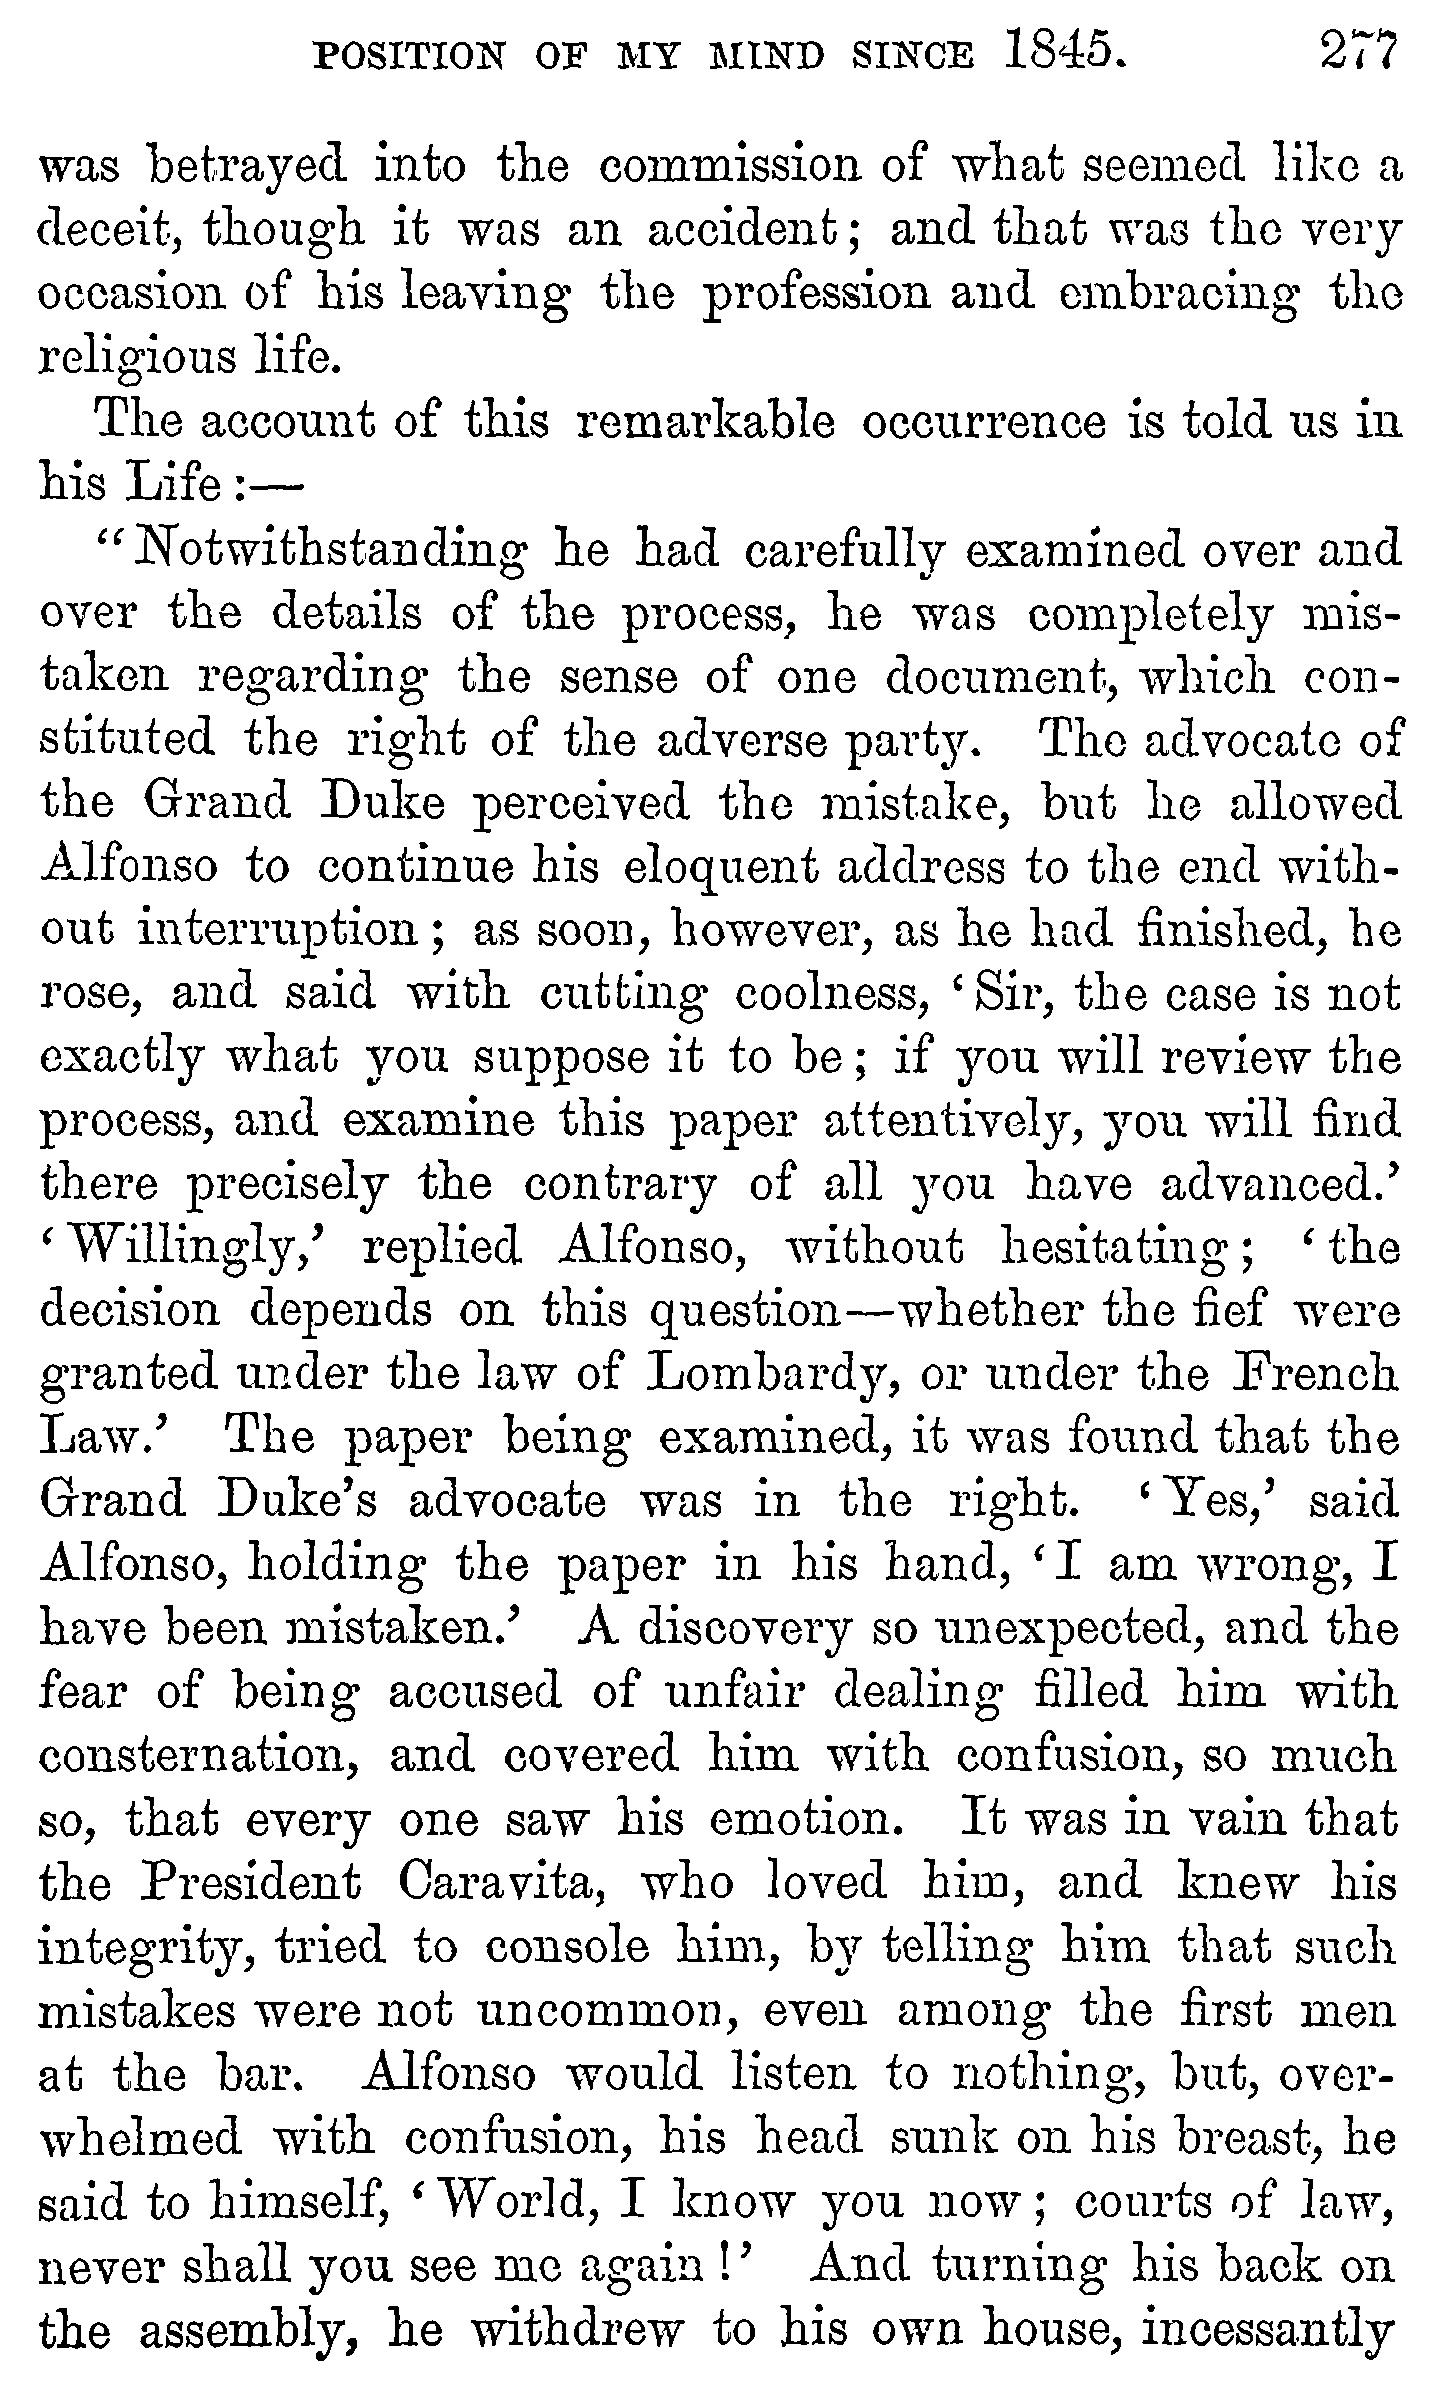 POSITION OF MY MIND SINCE 1845. 277
was betrayed into the commission of what seemed like a
deceit, though it was an accident; and that was the very
occasion of his leaving the profession and embracing the
religious life.
The account of this remarkable occurrence is told us in
his Life:—
"Notwithstanding he had carefully examined over and
over the details of the process, he was completely mis-
taken regarding the sense of one document, which con-
stituted the right of the adverse party. The advocate of
the Grand Duke perceived the mistake, but he allowed
Alfonso to continue his eloquent address to the end with-
out interruption; as soon, however, as he had finished, he
rose, and said with cutting coolness, 'Sir, the case is not
exactly what you suppose it to be; if you will review the
process, and examine this paper attentively, you will find
there precisely the contrary of all you have advanced.'
'Willingly,' replied Alfonso, without hesitating; 'the
decision depends on this question—whether the fief were
granted under the law of Lombardy, or under the French
Law.' The paper being examined, it was found that the
Grand Duke's advocate was in the right. 'Yes,' said
Alfonso, holding the paper in his hand, 'I am wrong, I
have been mistaken.' A discovery so unexpected, and the
fear of being accused of unfair dealing filled him with
consternation, and covered him with confusion, so much
so, that every one saw his emotion. It was in vain that
the President Caravita, who loved him, and knew his
integrity, tried to console him, by telling him that such
mistakes were not uncommon, even among the first men
at the bar. Alfonso would listen to nothing, but, over-
whelmed with confusion, his head sunk on his breast, he
said to himself, 'World, I know you now; courts of law,
never shall you see me again!' And turning his back on
the assembly, he withdrew to his own house, incessantly